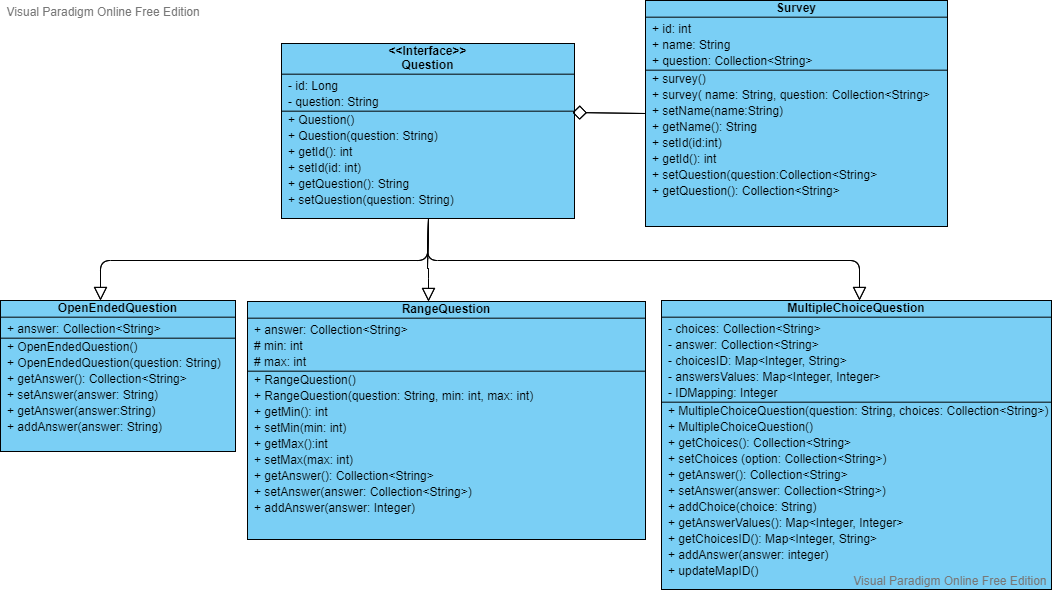 Visual Paradigm Online Free Edition
Survey
+ id: int
+ name: String
+ question: Collection<String>
+ survey()
+ survey( name: String, question: Collection<String>
+ setName(name:String)
+ getName(): String
+ setId(id:int)
+ getId(): int
+ setQuestion(question:Collection<String>
+ getQuestion(): Collection<String>
<<Interface>>
Question
- id: Long
- question: String
+ Question()
+ Question(question: String)
+ getId(): int
+ setId(id: int)
+ getQuestion(): String
+ setQuestion(question: String)
OpenEndedQuestion
+ answer: Collection<String>
+ OpenEndedQuestion()
+ OpenEndedQuestion(question: String)
+ getAnswer(): Collection<String>
+ setAnswer(answer: String)
+ getAnswer(answer:String)
+ addAnswer(answer: String)
RangeQuestion
+ answer: Collection<String>
# min: int
# max: int
+ RangeQuestion()
+ RangeQuestion(question: String, min: int, max: int)
+ getMin(): int
+ setMin(min: int)
+ getMax():int
+ setMax(max: int)
+ getAnswer(): Collection<String>
+ setAnswer(answer: Collection<String>)
+ addAnswer(answer: Integer)
MultipleChoiceQuestion
- choices: Collection<String>
- answer: Collection<String>
- choicesID: Map<Integer, String>
- answersValues: Map<Integer, Integer>
- IDMapping: Integer
+ MultipleChoiceQuestion(question: String, choices: Collection<String>)
+ MultipleChoiceQuestion()
+ getChoices(): Collection<String>
+ setChoices (option: Collection<String>)
+ getAnswer(): Collection<String>
+ setAnswer(answer: Collection<String>)
+ addChoice(choice: String)
+ getAnswerValues(): Map<Integer, Integer>
+ getChoicesID(): Map<Integer, String>
+ addAnswer(answer: integer)
+ updateMapID()
Visual Paradigm Online Free Edition